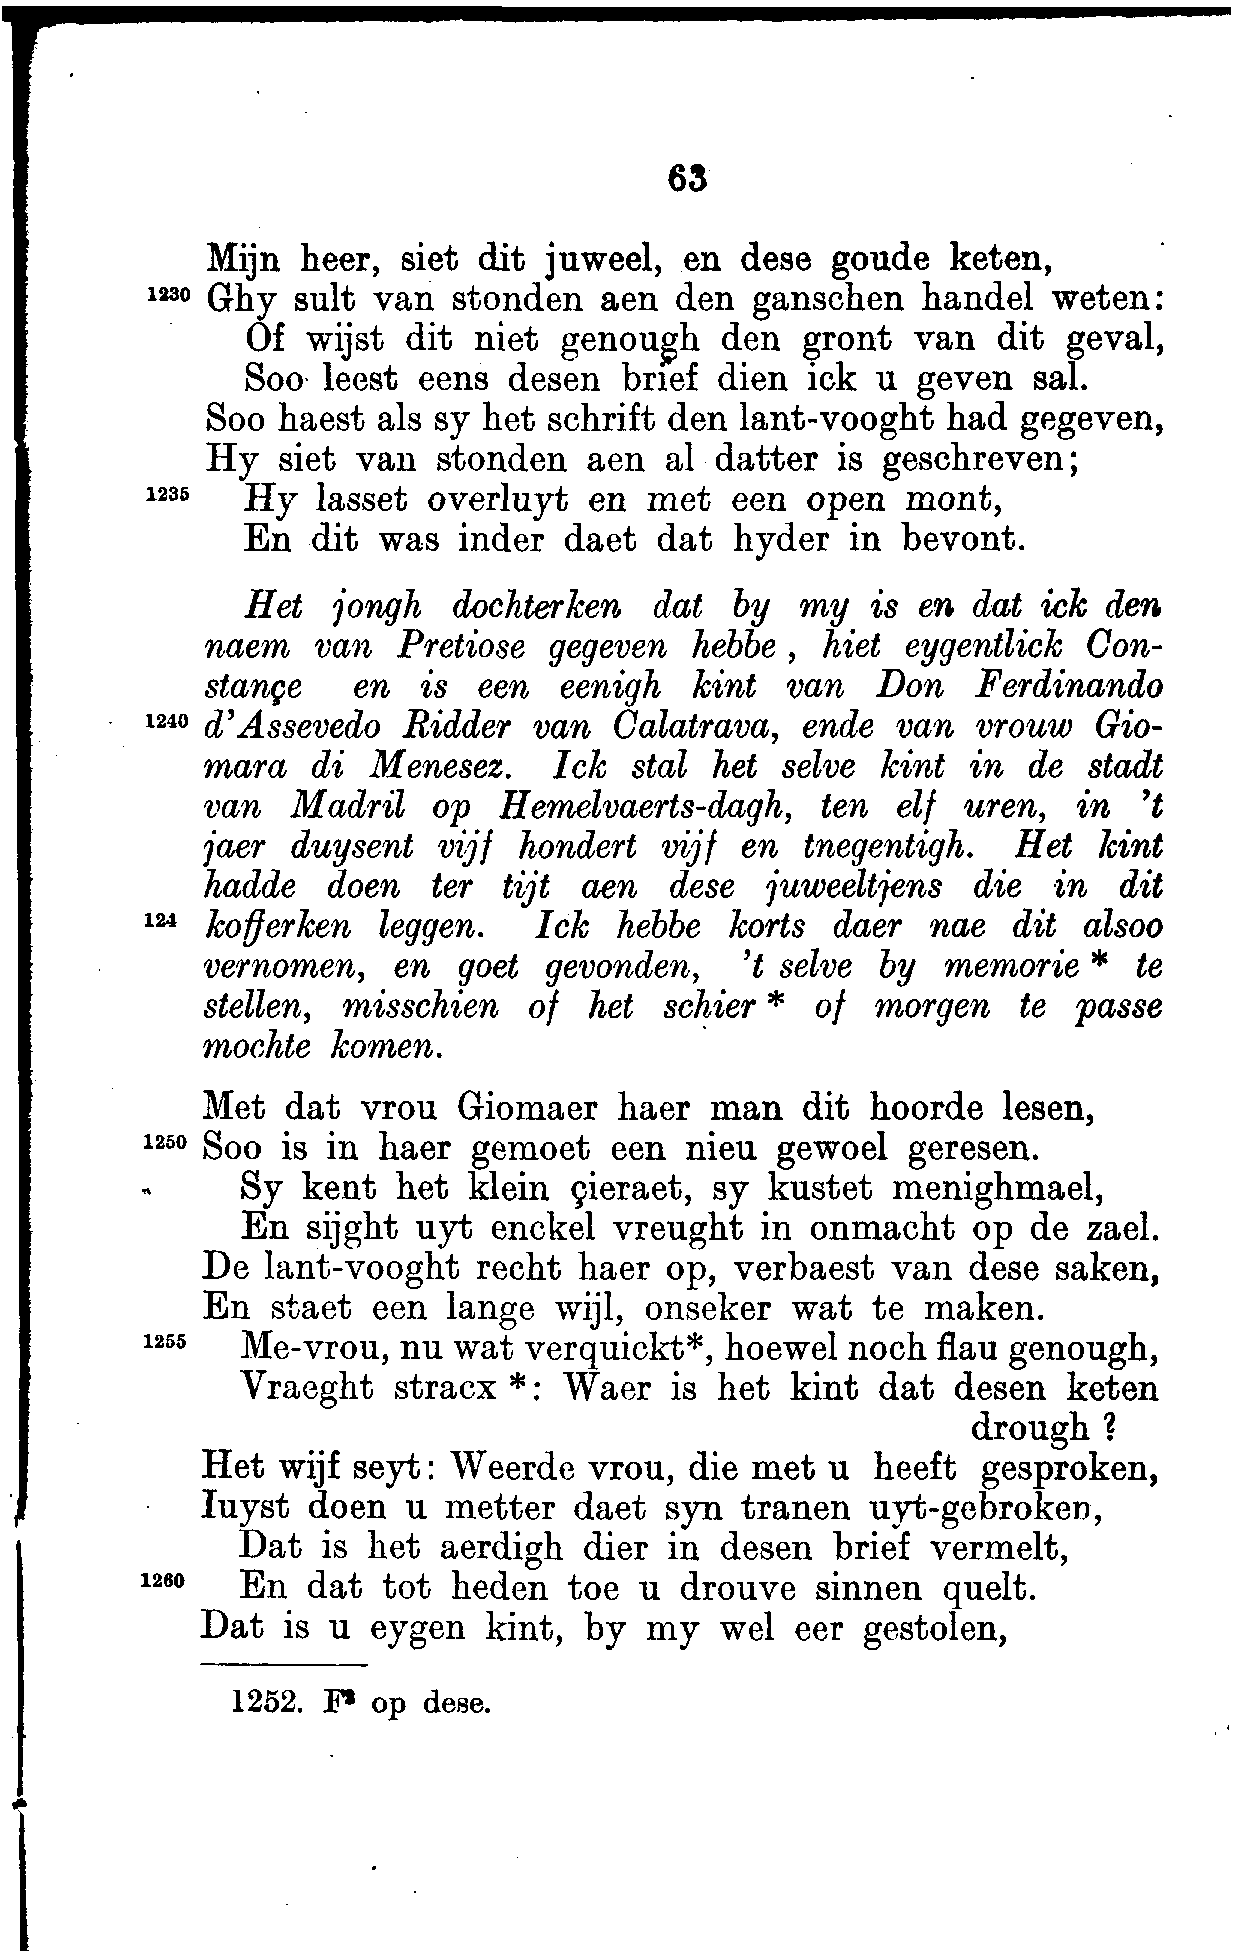 63
Mijn heer, siet dit juweel, en dese goude keten,
1230 Ghy sult van stonden aen den ganschen handel weten:
Of wijst dit niet genough den gront van dit geval,
Soo leest eens desen brief dien ick u geven sal.
Soo haest als sy het schrift den lant-vooght had gegeven,
Hy siet van stonden aen al datter is geschreven;
1235 Hy lasset overluyt en met een open mont,
En dit was inder daet dat hyder in bevont.
Het jongh dochterken dat by my is en dat ick den
naem van Pretiose gegeven hebbe, hiet eygentlick Con-
stançe en is een eenigh kint van Don Ferdinando
1240 d'Assevedo Ridder van Calatrava, ende van vrouw Gio-
mara di Menesez. Ick stal het selve kint in de stadt
van Madril op Hemelvaerts-dagh, ten elf uren, in 't
jaer duysent vijf hondert vijf en tnegentigh. Het kint
hadde doen ter tijt aen dese juweeltjens die in dit
124 kofferken leggen. Ick hebbe korts daer nae dit alsoo
vernomen, en goet gevonden, 't selve by memorie * te
stellen, misschien of het schier * of morgen te passe
mochte komen.
Met dat vrou Giomaer haer man dit hoorde lesen,
1250 Soo is in haer gemoet een nieu gewoel geresen.
Sy kent het klein çieraet, sy kustet menighmael,
En sijght uyt enckel vreught in onmacht op de zael.
De lant-vooght recht haer op, verbaest van dese saken,
En staet een lange wijl, onseker wat te maken.
1255 Me-vrou, nu wat verquickt*, hoewel noch flau genough,
Vraeght stracx *: Waer is het kint dat desen keten
drough?
Het wijf seyt: Weerde vrou, die met u heeft gesproken,
Iuyst doen u metter daet syn tranen uyt-gebroken,
Dat is het aerdigh dier in desen brief vermelt,
1260 En dat tot heden toe u drouve sinnen quelt.
Dat is u eygen kint, by my wel eer gestolen,
1252. F² op dese.